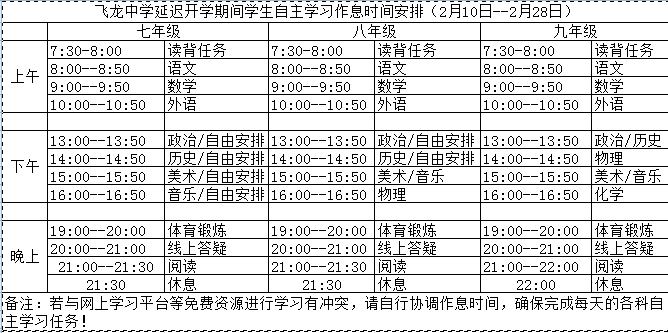 飞龙中学延迟开学期间学生自主学习作息时间安排（2月10日--2月28日）
七年级 八年级 九年级
上午 7:30--8:00 读背任务 7:30--8:00 读背任务 7:30--8:00 读背任务
8:00--8:50 语文 8:00--8:50 语文 8:00--8:50 语文
9:00--9:50 数学 9:00--9:50 数学 9:00--9:50 数学
10:00--10:50 外语 10:00--10:50 外语 10:00--10:50 外语
下午 13:00--13:50 政治/自由安排 13:00--13:50 政治/自由安排 13:00--13:50 政治/历史
14:00--14:50 历史/自由安排 14:00--14:50 历史/自由安排 14:00--14:50 物理
15:00--15:50 美术/自由安排 15:00--15:50 美术/音乐 15:00--15:50 美术/音乐
16:00--16:50 音乐/自由安排 16:00--16:50 物理 16:00--16:50 化学
晚上 19:00--20:00 体育锻炼 19:00--20:00 体育锻炼 19:00--20:00 体育锻炼
20:00--21:00 线上答疑 20:00--21:00 线上答疑 20:00--21:00 线上答疑
21:00--21:30 阅读 21:00--21:30 阅读 21:00--22:00 阅读
21:30 休息 21:30 休息 22:00 休息
备注：若与网上学习平台等免费资源进行学习有冲突，请自行协调作息时间，确保完成每天的各科自
主学习任务！